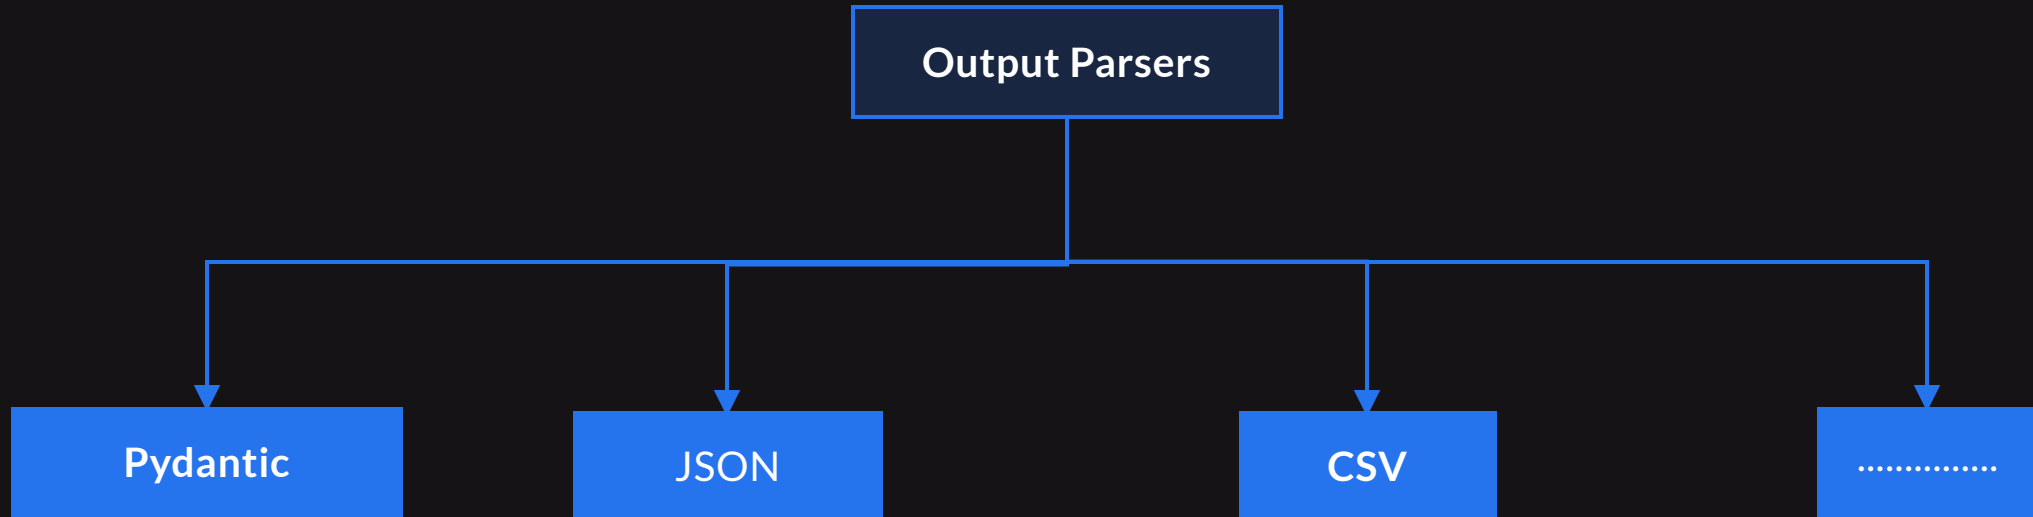 Output Parsers
Pydantic
JSON
CSV
...............